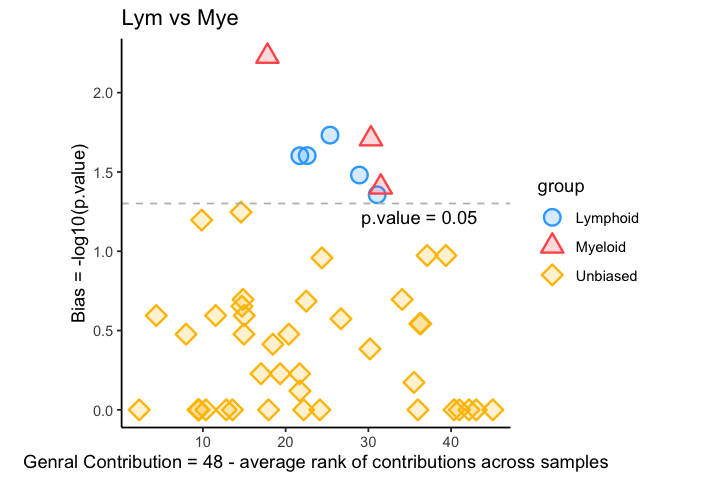 Lym vs Mye
2.0
1.5
1.0
0.5
0.0
Bias = -log10(p.value)
p.value = 0.05
10 20 30 40
Genral Contribution = 48 - average rank of contributions across samples
group
Lymphoid
Myeloid
Unbiased